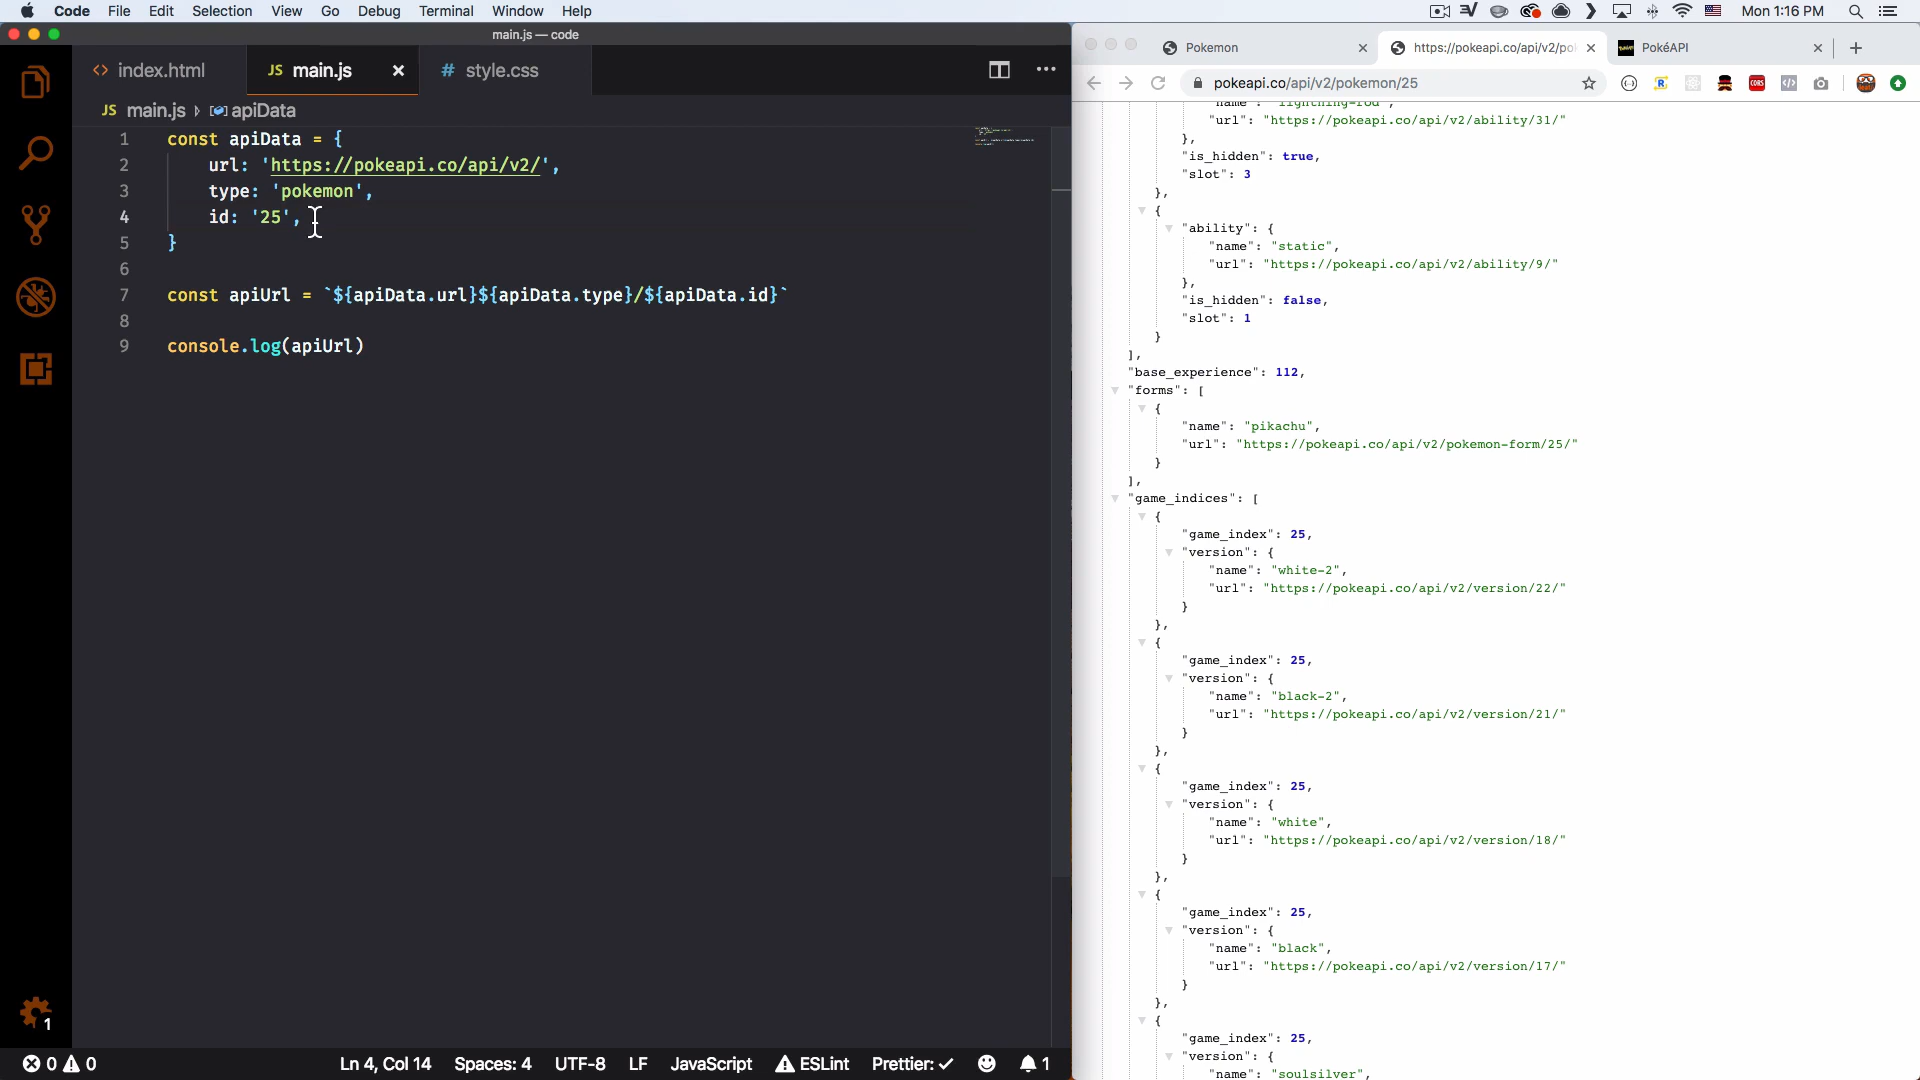 Code File Edit Selection View Go Debug Terminal Window Help
Mon 1:16 PM
main.js — code
index.html
JS main.js
# style.css
JS main.js › apiData
1 const apiData = {
2 url: 'https://pokeapi.co/api/v2/',
3 type: 'pokemon',
4 id: '25',
5 }
6
7 const apiUrl = `${apiData.url}${apiData.type}/${apiData.id}`
8
9 console.log(apiUrl)
1
0 0
Ln 4, Col 14 Spaces: 4 UTF-8 LF JavaScript ESLint Prettier: ✓ 1
Pokemon
https://pokeapi.co/api/v2/po
PokéAPI
pokeapi.co/api/v2/pokemon/25
CORS
"name": "lightning-rod",
"url": "https://pokeapi.co/api/v2/ability/31/"
},
"is_hidden": true,
"slot": 3
},
{
"ability": {
"name": "static",
"url": "https://pokeapi.co/api/v2/ability/9/"
},
"is_hidden": false,
"slot": 1
}
],
"base_experience": 112,
"forms": [
{
"name": "pikachu",
"url": "https://pokeapi.co/api/v2/pokemon-form/25/"
}
],
"game_indices": [
{
"game_index": 25,
"version": {
"name": "white-2",
"url": "https://pokeapi.co/api/v2/version/22/"
}
},
{
"game_index": 25,
"version": {
"name": "black-2",
"url": "https://pokeapi.co/api/v2/version/21/"
}
},
{
"game_index": 25,
"version": {
"name": "white",
"url": "https://pokeapi.co/api/v2/version/18/"
}
},
{
"game_index": 25,
"version": {
"name": "black",
"url": "https://pokeapi.co/api/v2/version/17/"
}
},
{
"game_index": 25,
"version": {
"name": "soulsilver",